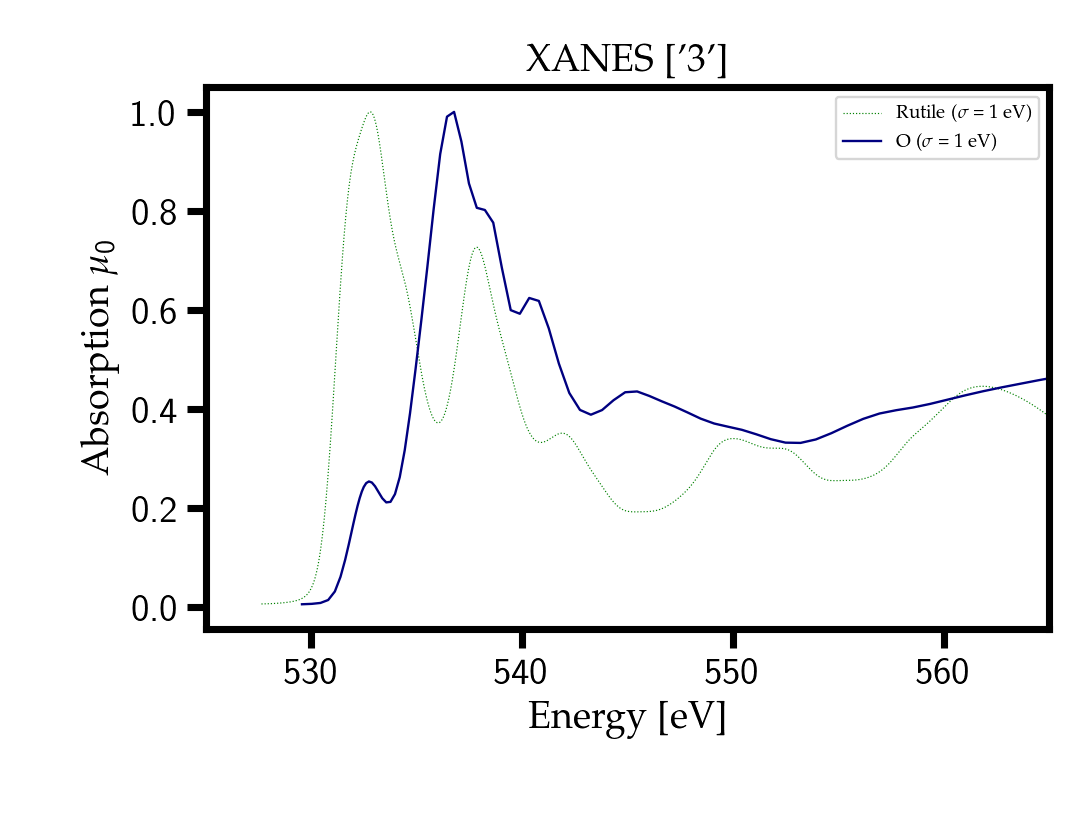 XANES ['3']
1.0
0.8
0.6
0.4
0.2
0.0
Absorption μ₀
Rutile (σ = 1 eV)
O (σ = 1 eV)
530 540 550 560
Energy [eV]